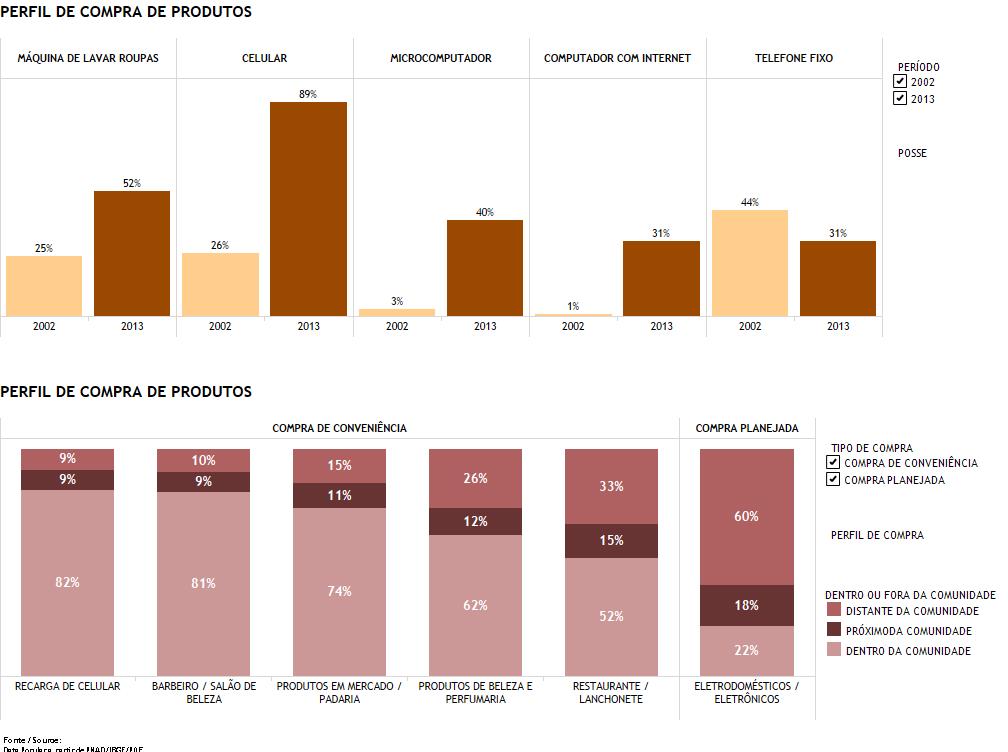 PERFIL DE COMPRA DE PRODUTOS
MÁQUINA DE LAVAR ROUPAS
CELULAR
MICROCOMPUTADOR
COMPUTADOR COM INTERNET
TELEFONE FIXO
PERÍODO
2002
2013
POSSE
25%
52%
26%
89%
3%
40%
1%
31%
44%
31%
2002
2013
2002
2013
2002
2013
2002
2013
2002
2013
PERFIL DE COMPRA DE PRODUTOS
COMPRA DE CONVENIÊNCIA
COMPRA PLANEJADA
TIPO DE COMPRA
COMPRA DE CONVENIÊNCIA
COMPRA PLANEJADA
PERFIL DE COMPRA
DENTRO OU FORA DA COMUNIDADE
DISTANTE DA COMUNIDADE
PRÓXIMODA COMUNIDADE
DENTRO DA COMUNIDADE
9%
9%
82%
10%
9%
81%
15%
11%
74%
26%
12%
62%
33%
15%
52%
60%
18%
22%
RECARGA DE CELULAR
BARBEIRO / SALÃO DE
BELEZA
PRODUTOS EM MERCADO /
PADARIA
PRODUTOS DE BELEZA E
PERFUMARIA
RESTAURANTE /
LANCHONETE
ELETRODOMÉSTICOS /
ELETRÔNICOS
Fonte / Source: